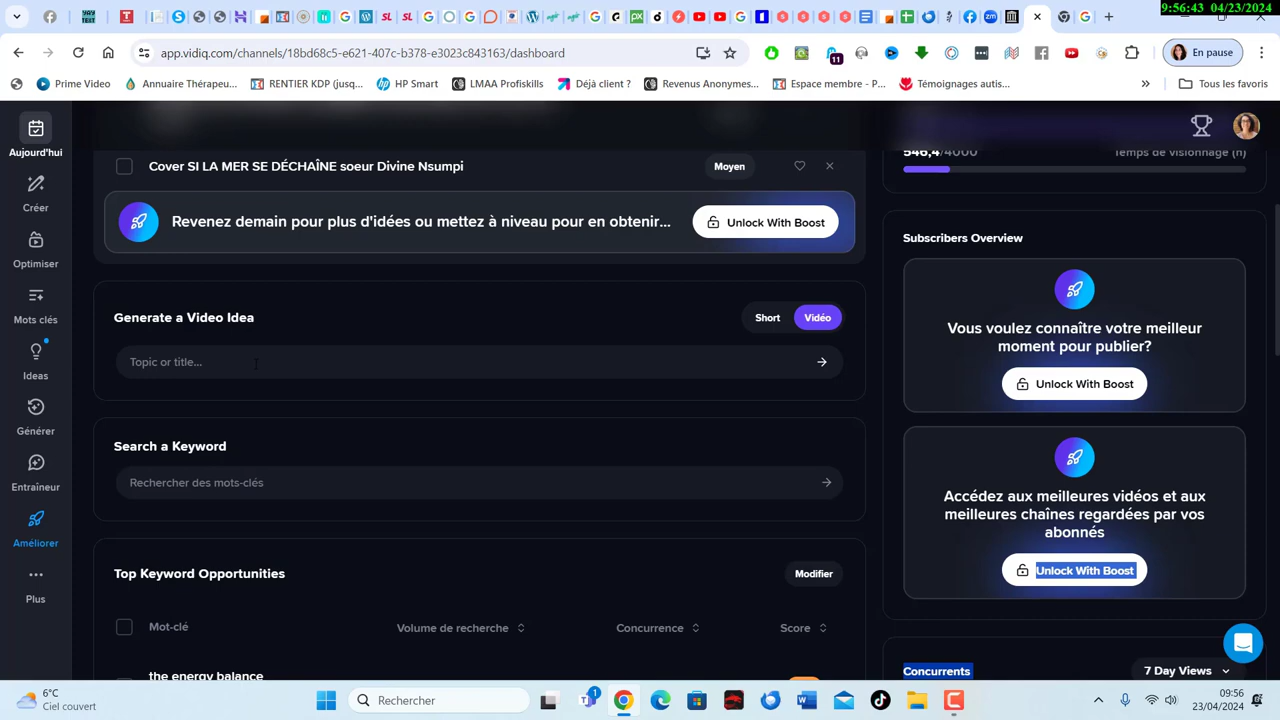 9:56:43 04/23/2024
app.vidiq.com/channels/18bd68c5-e621-407c-b378-e3023c843163/dashboard
11
En pause
Prime Video
Annuaire Thérapeu...
RENTIER KDP (jusq...
HP Smart
LMAA Profiskills
Déjà client ?
Revenus Anonymes...
Espace membre - P...
Témoignages autis...
Tous les favoris
Aujourd'hui
Créer
Optimiser
Mots clés
Ideas
Générer
Entraîneur
Améliorer
Plus
Cover SI LA MER SE DÉCHAÎNE soeur Divine Nsumpi
Moyen
Revenez demain pour plus d'idées ou mettez à niveau pour en obtenir...
Unlock With Boost
Generate a Video Idea
Short
Vidéo
Topic or title...
Search a Keyword
Rechercher des mots-clés
Top Keyword Opportunities
Modifier
Mot-clé
Volume de recherche
Concurrence
Score
the energy balance
546,4/4000
Temps de visionnage (h)
Subscribers Overview
Vous voulez connaître votre meilleur
moment pour publier?
Unlock With Boost
Accédez aux meilleures vidéos et aux
meilleures chaînes regardées par vos
abonnés
Unlock With Boost
Concurrents
7 Day Views
6°C
Ciel couvert
Rechercher
1
09:56
23/04/2024